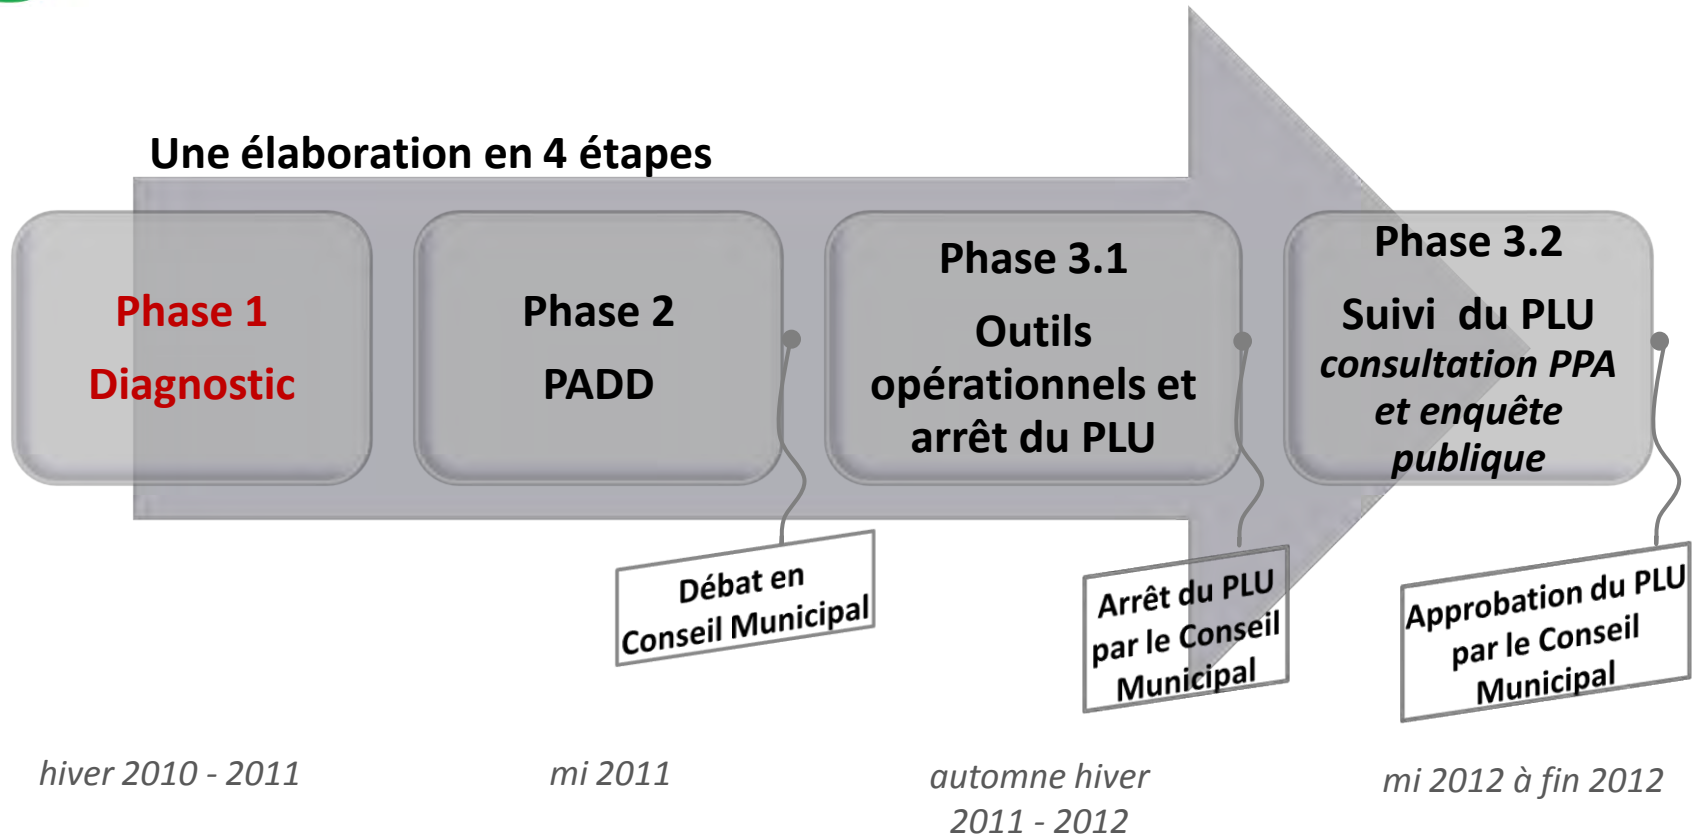 Une élaboration en 4 étapes
Phase 1
Diagnostic
Phase 2
PADD
Phase 3.1
Outils
opérationnels et
arrêt du PLU
Phase 3.2
Suivi du PLU
consultation PPA
et enquête
publique
Débat en
Conseil Municipal
Arrêt du PLU
par le Conseil
Municipal
Approbation du PLU
par le Conseil
Municipal
hiver 2010 - 2011
mi 2011
automne hiver
2011 - 2012
mi 2012 à fin 2012